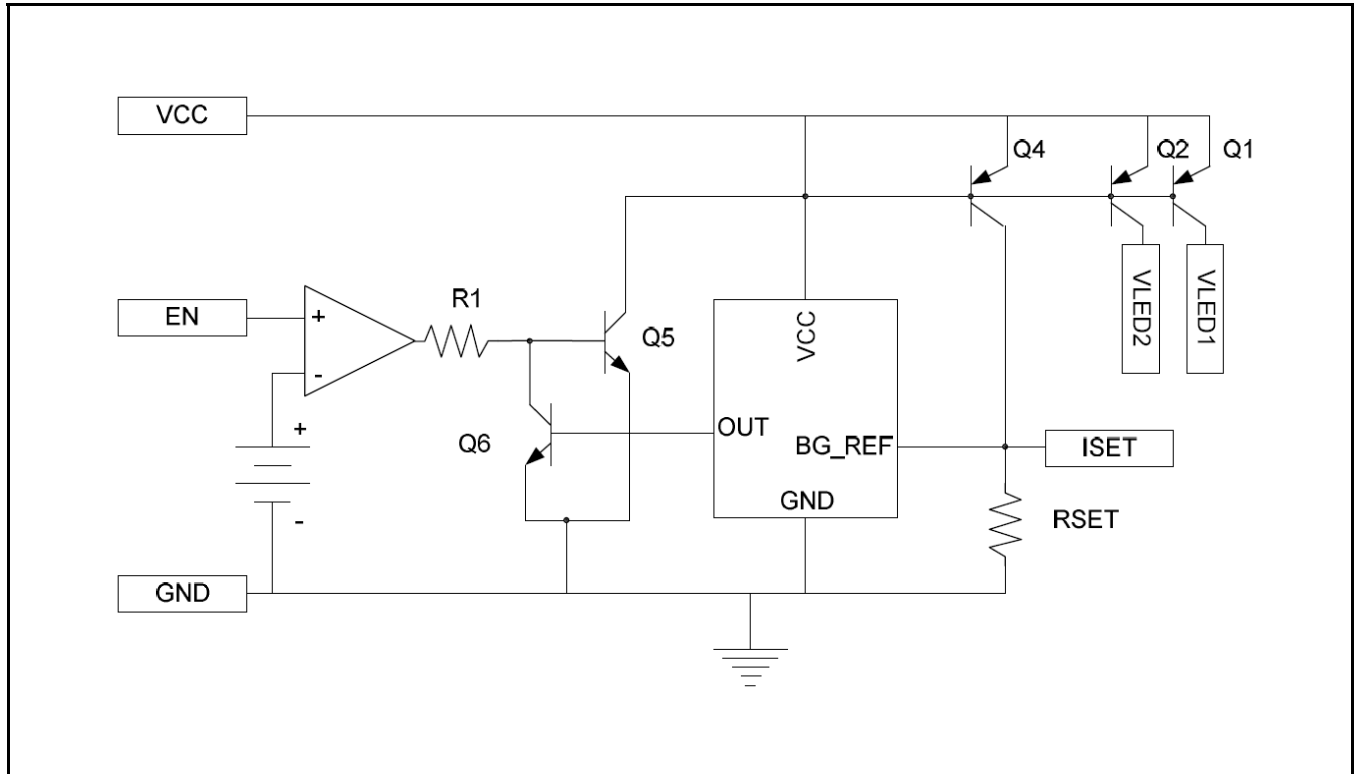 VCC
Q4
Q2
Q1
EN
+
-
R1
Q5
VCC
VLED2
VLED1
Q6
OUT
BG_REF
ISET
+
-
GND
RSET
GND